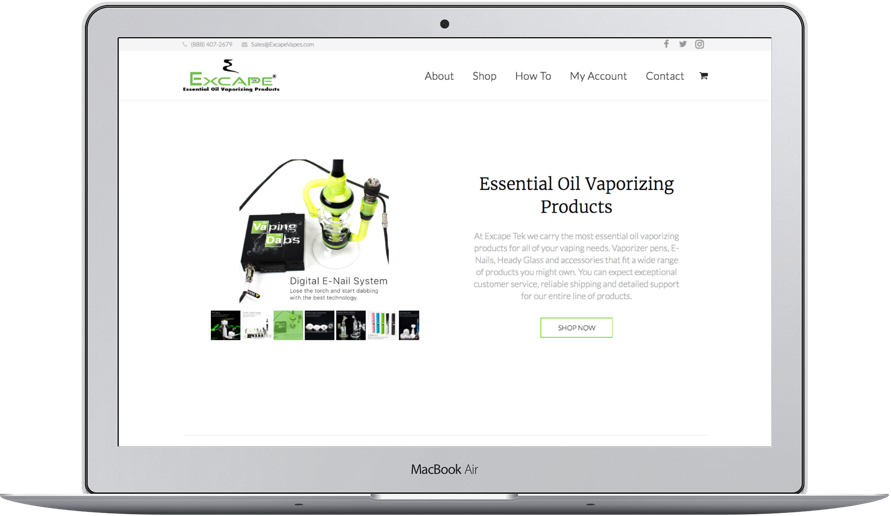 (888) 407-2679 Sales@ExcapeVapes.com
EXCAPE®
Essential Oil Vaporizing Products
About Shop How To My Account Contact
Essential Oil Vaporizing
Products
At Excape Tek we carry the most essential oil vaporizing
products for all of your vaping needs. Vaporizer pens, E-
Nails, Heady Glass and accessories that fit a wide range
of products you might own. You can expect exceptional
customer service, reliable shipping and detailed support
for our entire line of products.
SHOP NOW
Vaping
Dabs
Digital E-Nail System
Lose the torch and start dabbing
with the best technology.
MacBook Air